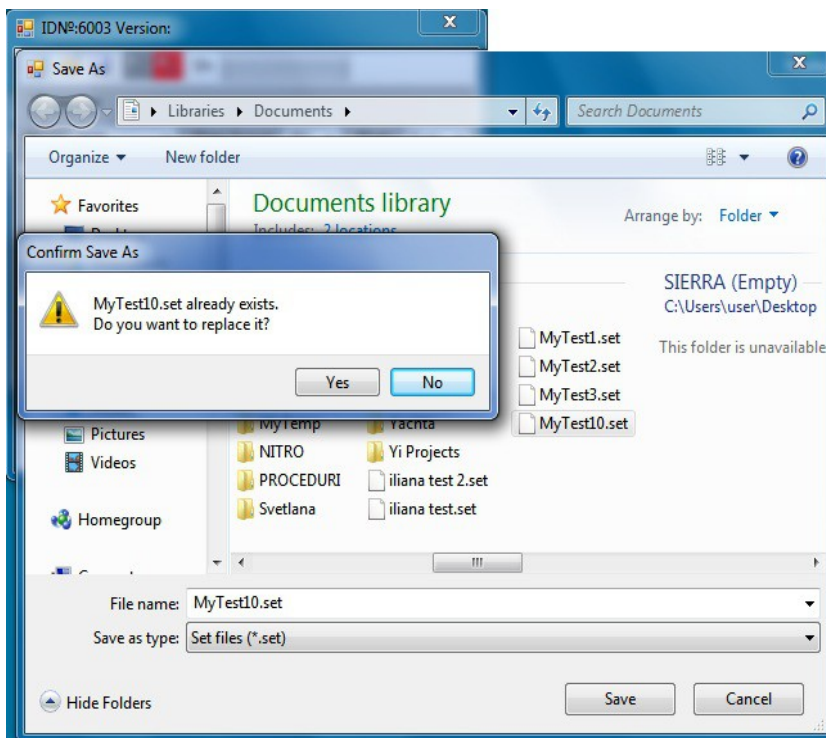 IDNº:6003 Version:
Save As
Libraries Documents
Search Documents
Organize New folder
Favorites
Documents library
Includes: 2 locations
Arrange by: Folder
Confirm Save As
MyTest10.set already exists.
Do you want to replace it?
Yes No
SIERRA (Empty)
C:\Users\user\Desktop
This folder is unavailable
MyTest1.set
MyTest2.set
MyTest3.set
MyTest10.set
MyTemp Yachta
NITRO Yi Projects
PROCEDURI iliana test 2.set
Svetlana iliana test.set
Pictures
Videos
Homegroup
File name: MyTest10.set
Save as type: Set files (*.set)
Hide Folders
Save Cancel